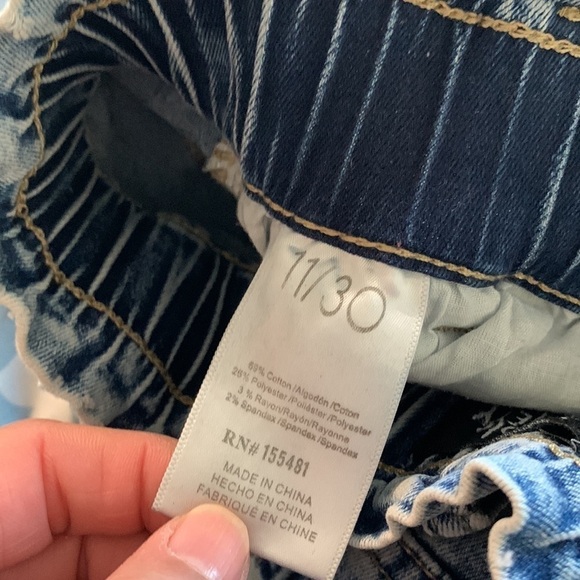 11/30
69% Cotton/Algodón/Coton
26% Polyester/Poliéster/Polyester
3 % Rayon/Rayón/Rayonne
2% Spandex/Spandex/Spandex
RN# 155481
MADE IN CHINA
HECHO EN CHINA
FABRIQUÉ EN CHINE